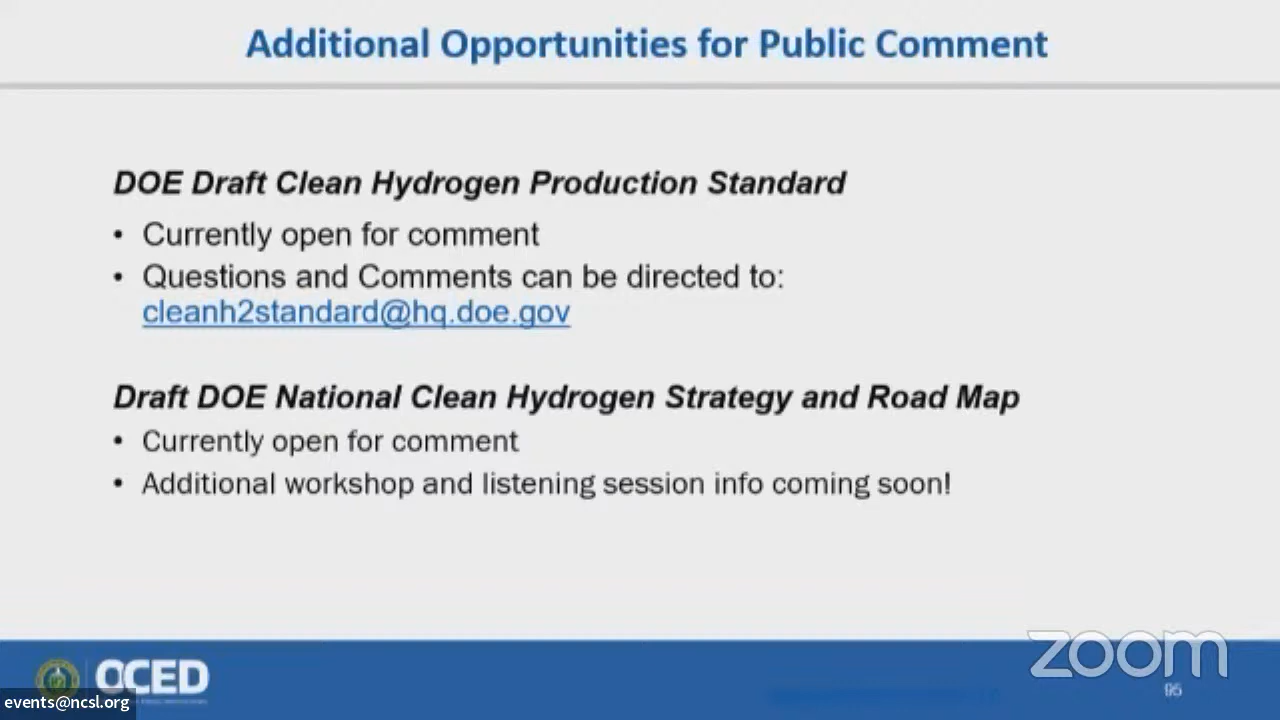 Additional Opportunities for Public Comment
DOE Draft Clean Hydrogen Production Standard
• Currently open for comment
• Questions and Comments can be directed to:
cleanh2standard@hq.doe.gov
Draft DOE National Clean Hydrogen Strategy and Road Map
• Currently open for comment
• Additional workshop and listening session info coming soon!
zoom
OCED
95
events@ncsl.org